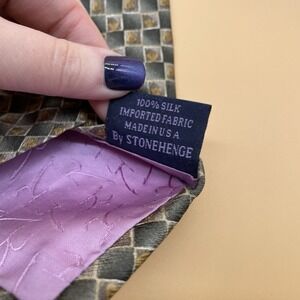 100% SILK
IMPORTED FABRIC
MADE IN U S A
By STONEHENGE